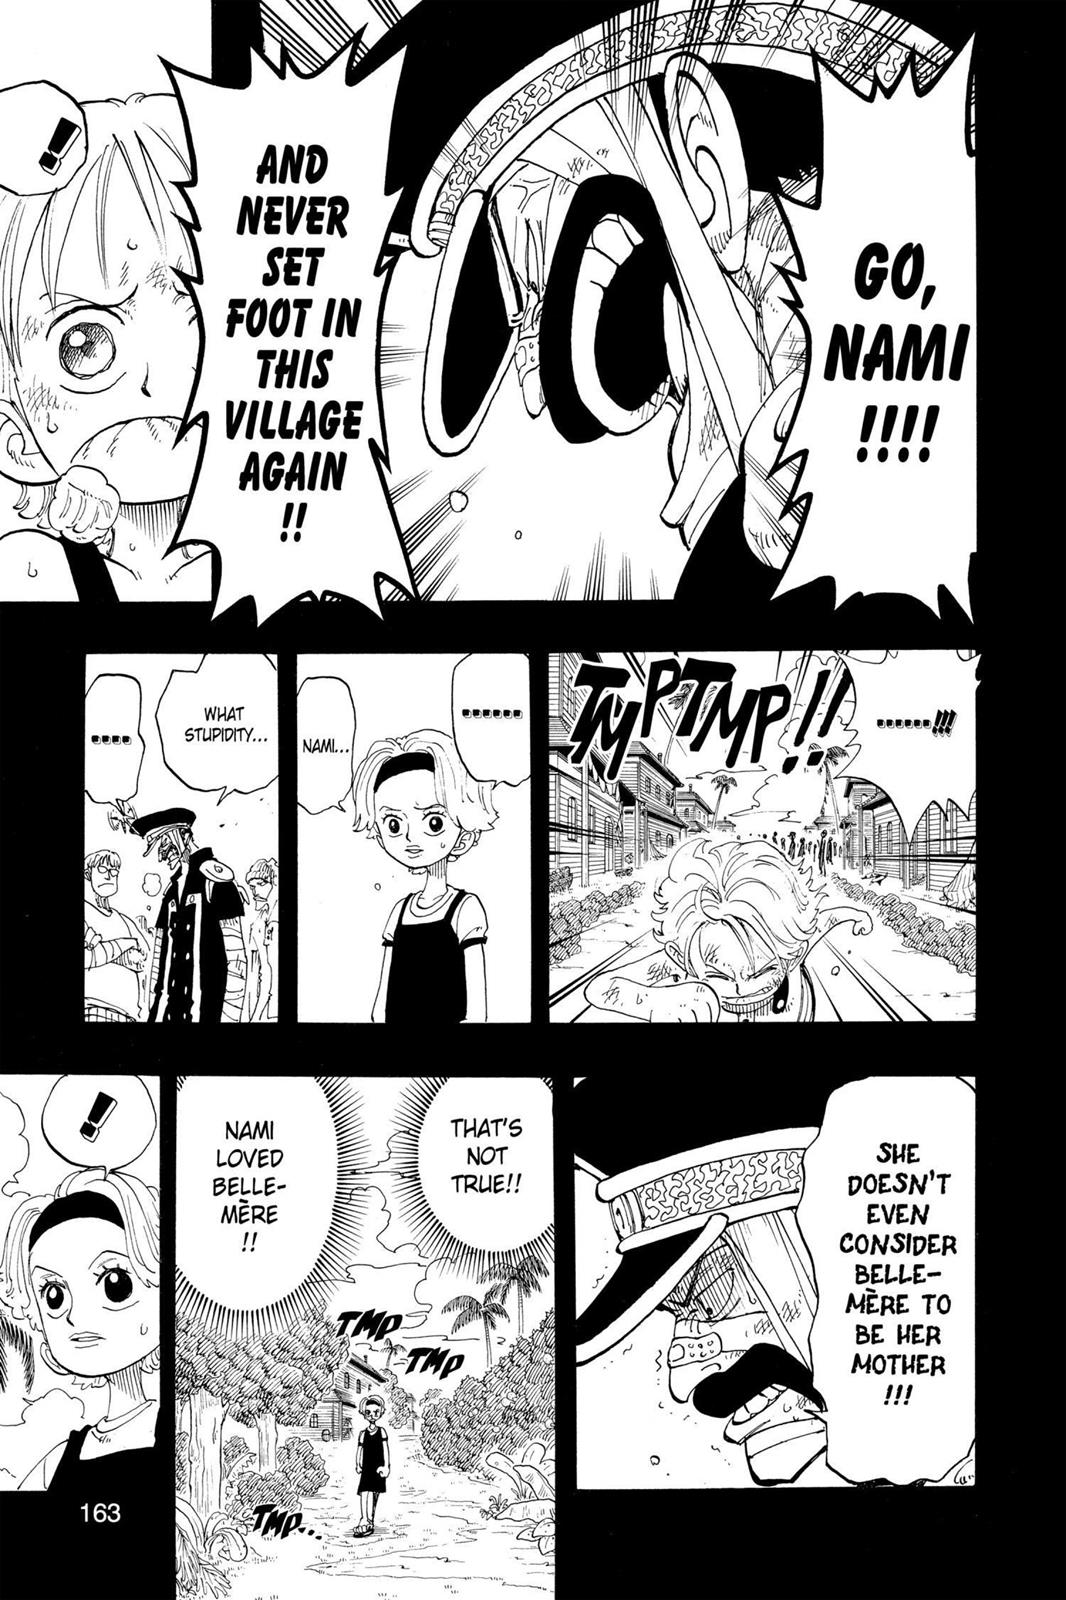 GO,
NAMI
!!!!
AND
NEVER
SET
FOOT IN
THIS
VILLAGE
AGAIN
!!
!
......!!!
TMPTMP!!
......
NAMI...
WHAT
STUPIDITY...
....
SHE
DOESN'T
EVEN
CONSIDER
BELLE-
MÈRE TO
BE HER
MOTHER
!!!
THAT'S
NOT
TRUE!!
NAMI
LOVED
BELLE-
MÈRE
!!
TMP
TMP
TMP...
!
163